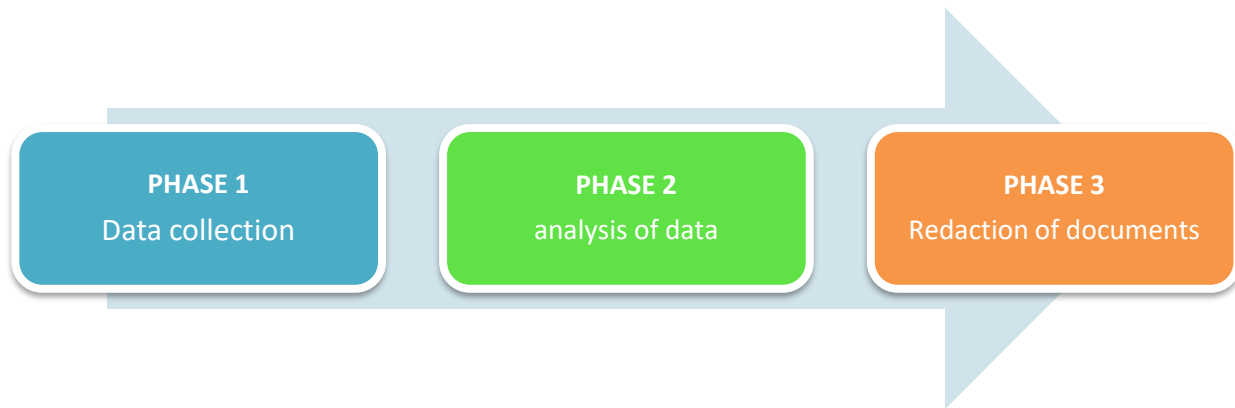 PHASE 1
Data collection
PHASE 2
analysis of data
PHASE 3
Redaction of documents